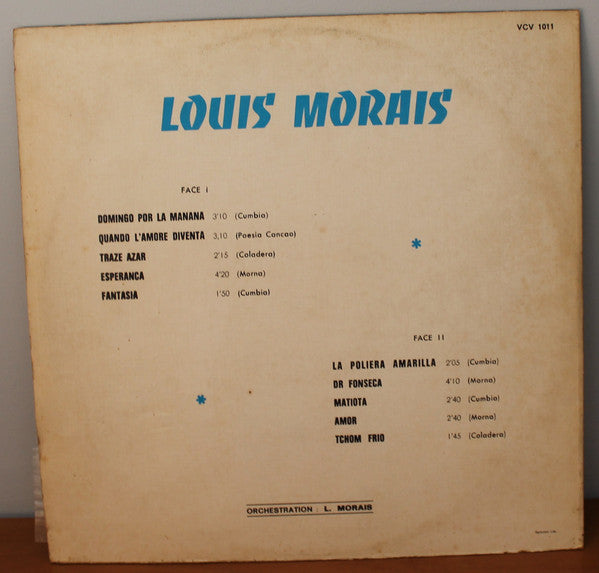 VCV 1011
LOUIS MORAIS
FACE I
DOMINGO POR LA MANANA 3'10 (Cumbia)
QUANDO L'AMORE DIVENTA 3,10 (Poesia Cancao)
TRAZE AZAR 2'15 (Coladera)
ESPERANCA 4'20 (Morna)
FANTASIA 1'50 (Cumbia)
FACE II
LA POLIERA AMARILLA 2'05 (Cumbia)
DR FONSECA 4'10 (Morna)
MATIOTA 2'40 (Cumbia)
AMOR 2'40 (Morna)
TCHOM FRIO 1'45 (Coladera)
ORCHESTRATION : L. MORAIS